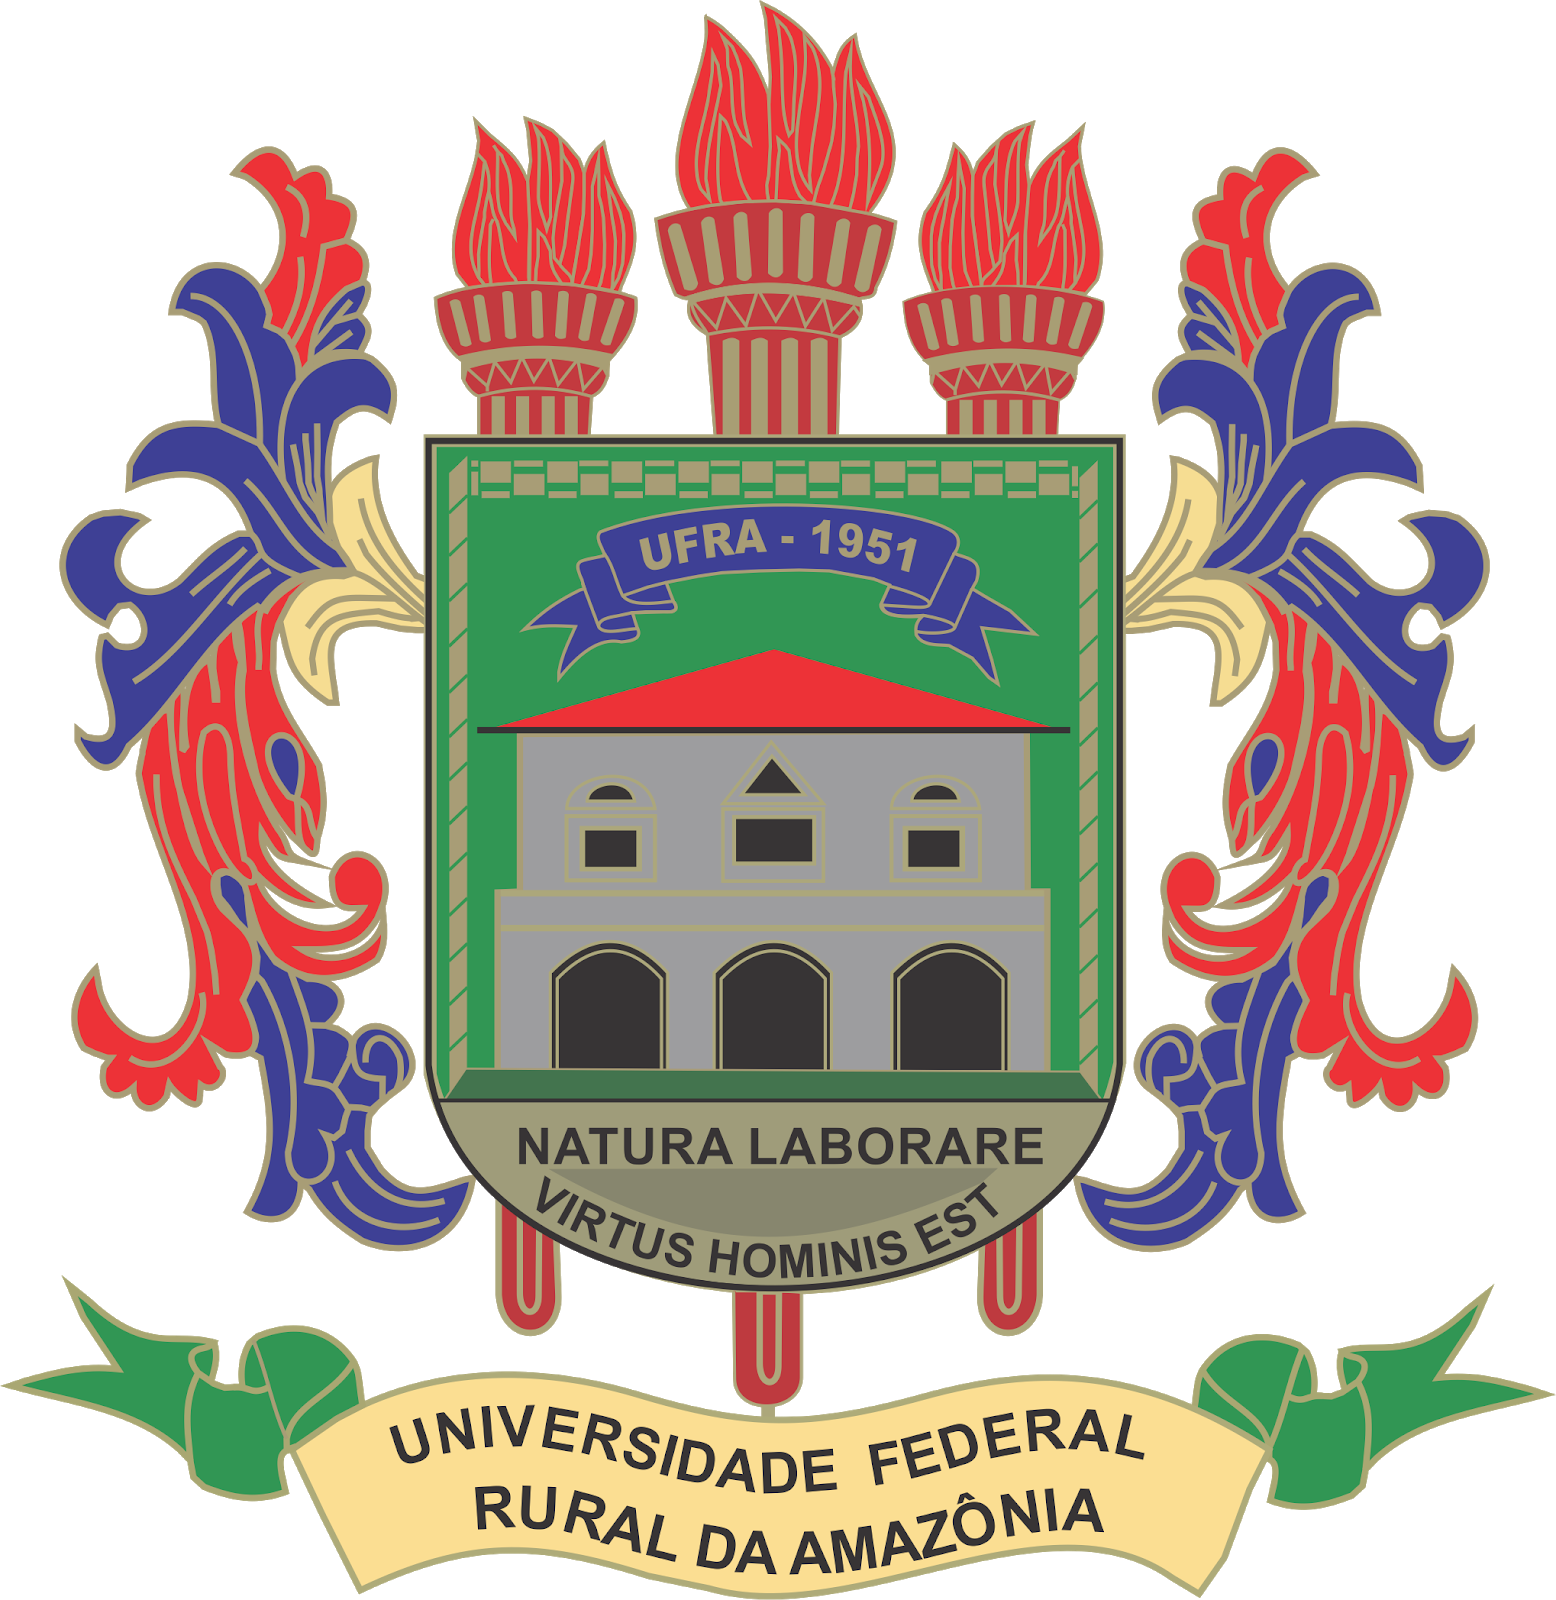 UFRA - 1951
NATURA LABORARE
VIRTUS HOMINIS EST
UNIVERSIDADE FEDERAL
RURAL DA AMAZÔNIA